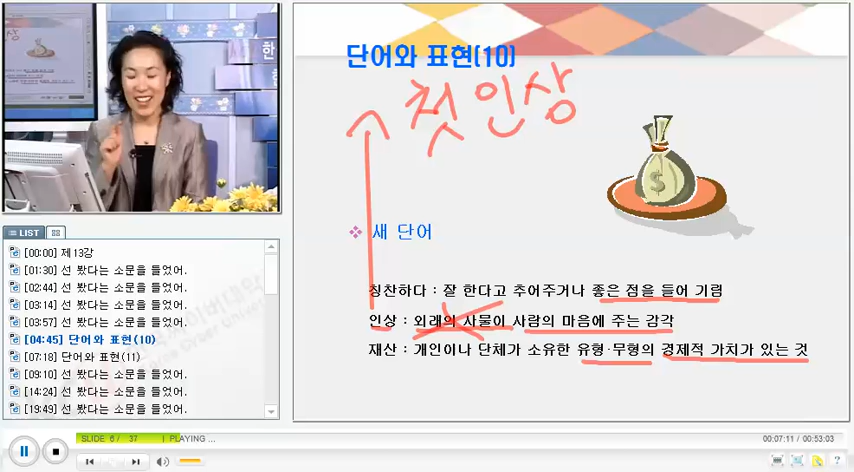 단어와 표현(10)
첫 인상
새 단어
칭찬하다 : 잘 한다고 추어주거나 좋은 점을 들어 기림
인상 : 외래의 사물이 사람의 마음에 주는 감각
재산 : 개인이나 단체가 소유한 유형·무형의 경제적 가치가 있는 것
$
LIST
[00:00] 제 13강
[01:30] 선 봤다는 소문을 들었어.
[02:44] 선 봤다는 소문을 들었어.
[03:14] 선 봤다는 소문을 들었어.
[03:57] 선 봤다는 소문을 들었어.
[04:45] 단어와 표현(10)
[07:18] 단어와 표현(11)
[09:10] 선 봤다는 소문을 들었어.
[14:24] 선 봤다는 소문을 들었어.
[19:49] 선 봤다는 소문을 들었어.
SLIDE 6 / 37 | PLAYING ...
00:07:11 / 00:53:03
?